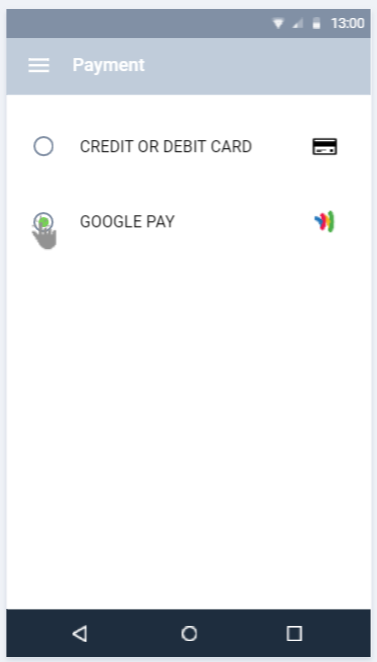 13:00
Payment
CREDIT OR DEBIT CARD
GOOGLE PAY